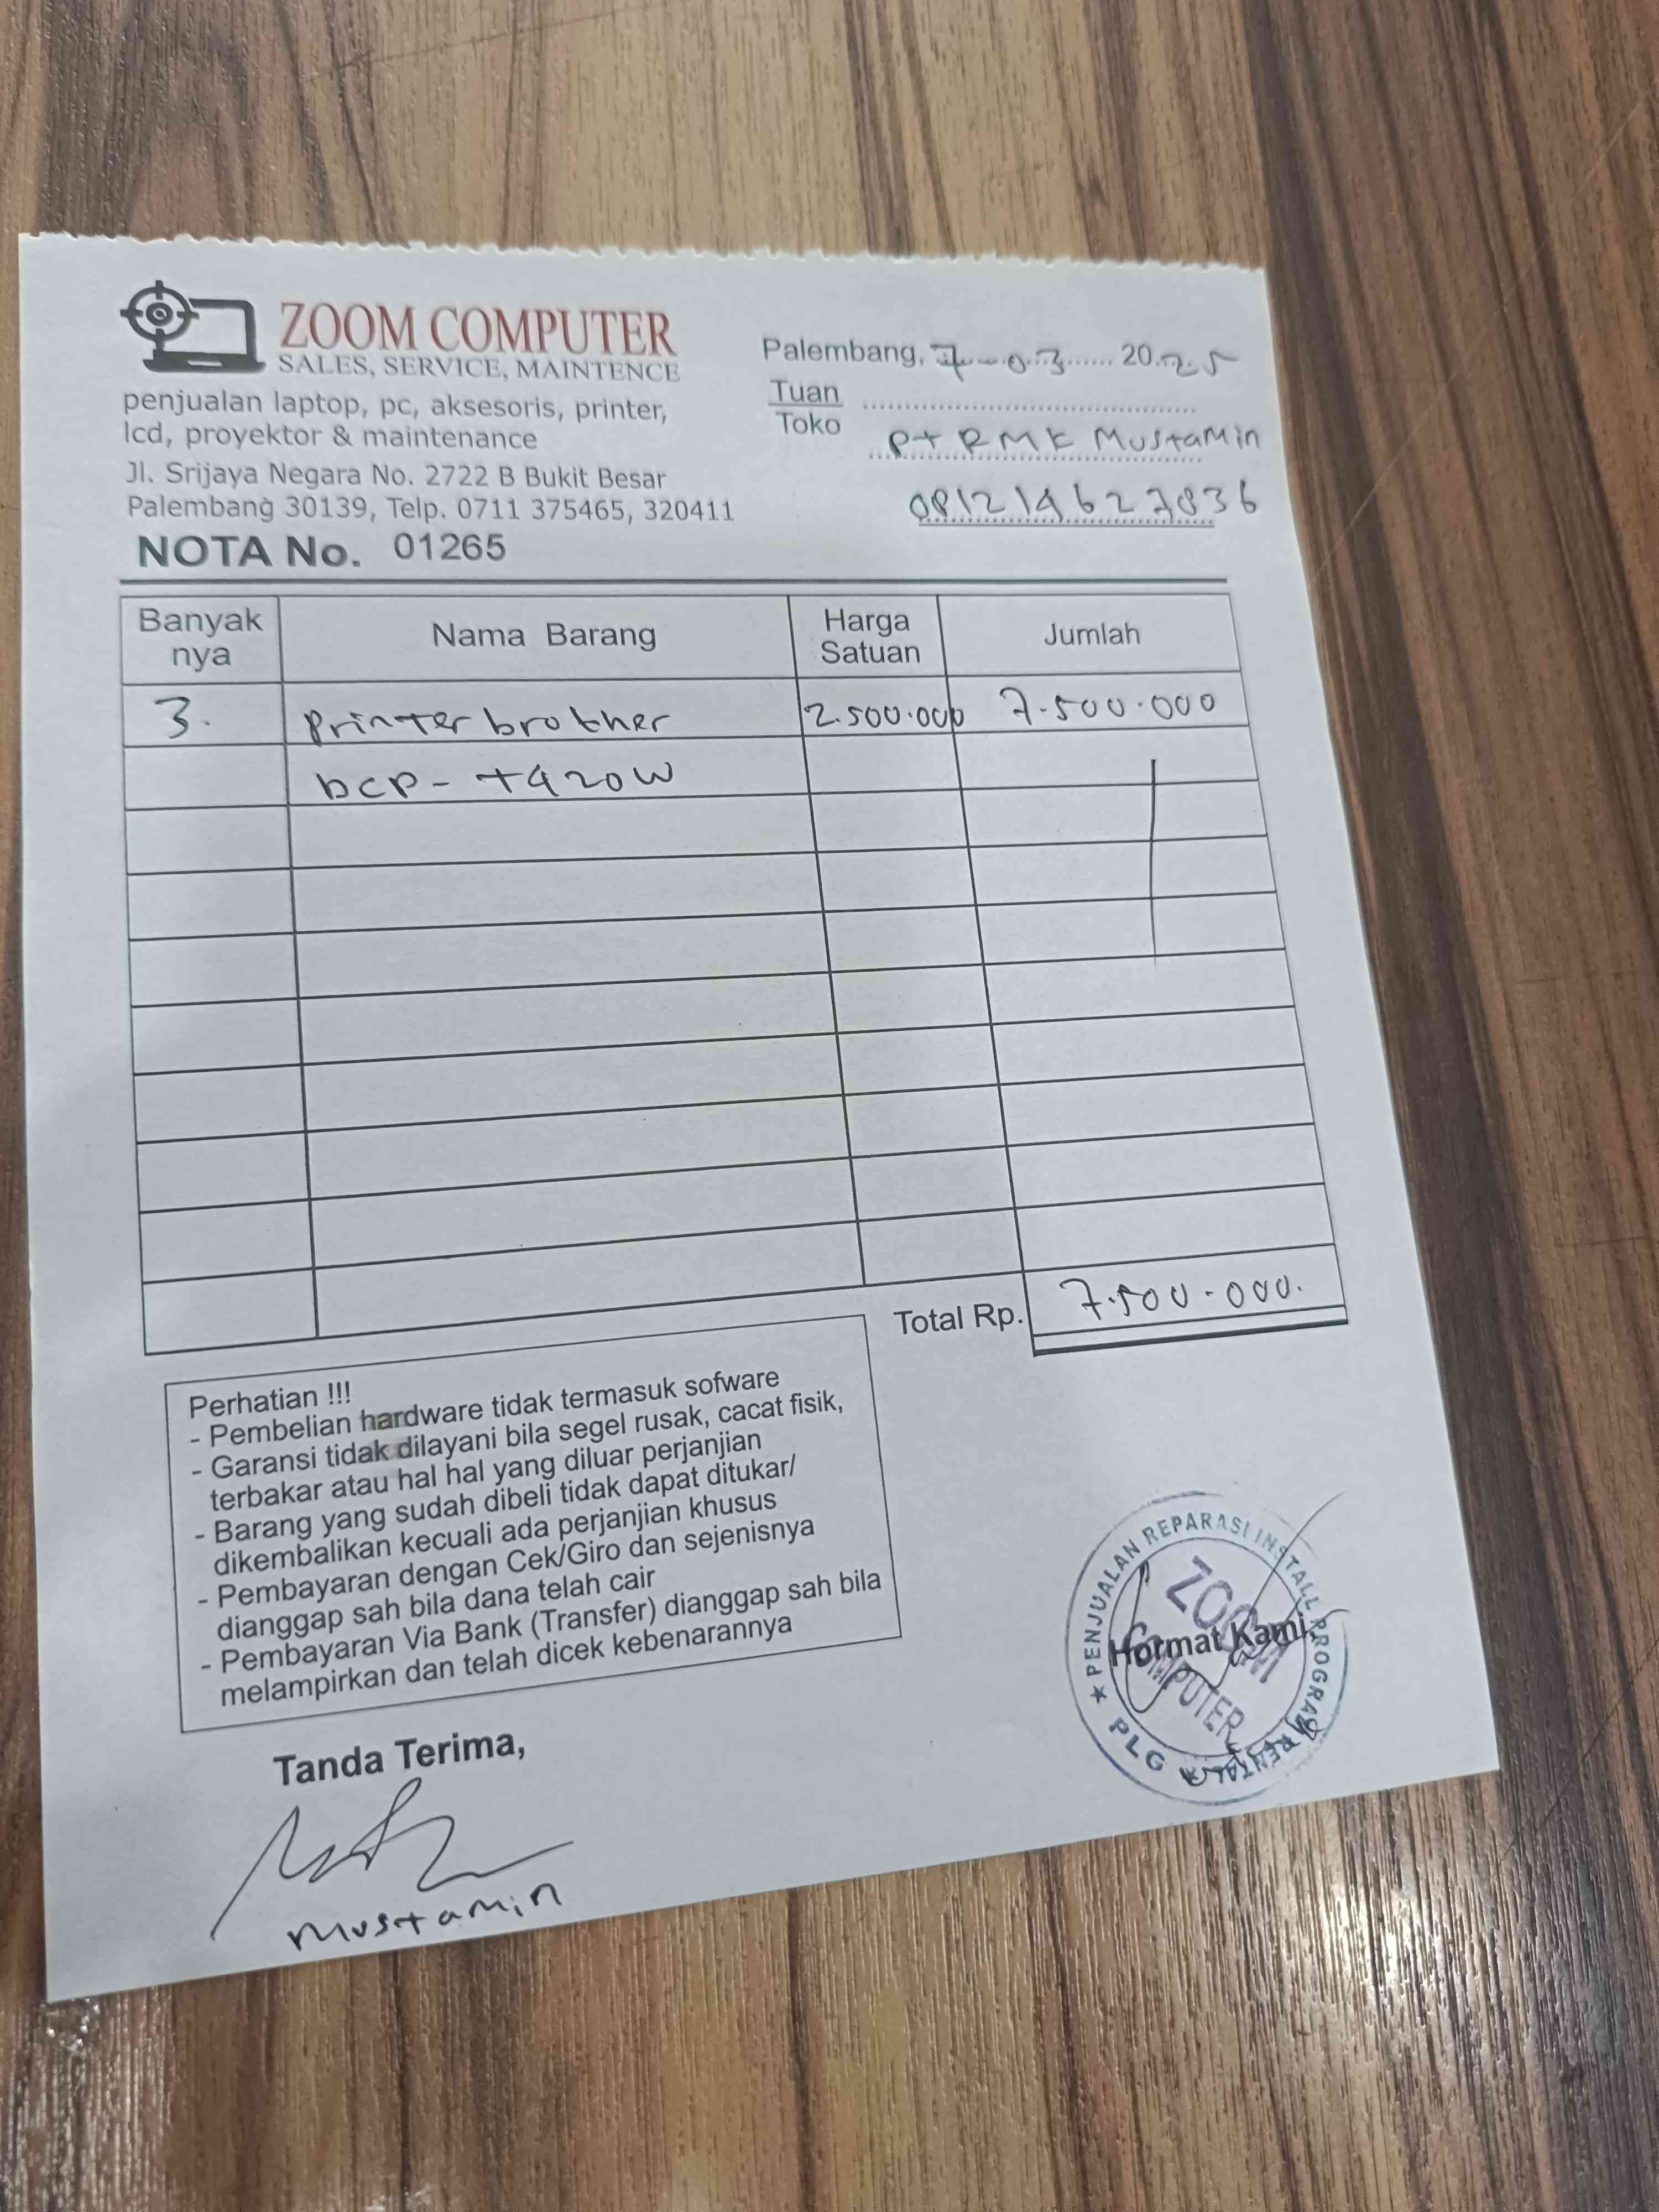 ZOOM COMPUTER
SALES, SERVICE, MAINTENCE
penjualan laptop, pc, aksesoris, printer,
lcd, proyektor & maintenance
Jl. Srijaya Negara No. 2722 B Bukit Besar
Palembang 30139, Telp. 0711 375465, 320411
NOTA No. 01265
Palembang, 7-03 2025
Tuan
Toko
PT RMK Mustamin
081219627836
Banyak nya Nama Barang Harga Satuan Jumlah
3. Printer brother 2.500.000 7.500.000
DCP - T420W
Total Rp. 7.500.000.
Perhatian !!!
- Pembelian hardware tidak termasuk sofware
- Garansi tidak dilayani bila segel rusak, cacat fisik,
terbakar atau hal hal yang diluar perjanjian
- Barang yang sudah dibeli tidak dapat ditukar/
dikembalikan kecuali ada perjanjian khusus
- Pembayaran dengan Cek/Giro dan sejenisnya
dianggap sah bila dana telah cair
- Pembayaran Via Bank (Transfer) dianggap sah bila
melampirkan dan telah dicek kebenarannya
Tanda Terima,
Mustamin
Hormat Kami,
PENJUALAN REPARASI INSTALL PROGRAM RENTAL
ZOOM
COMPUTER
PLG